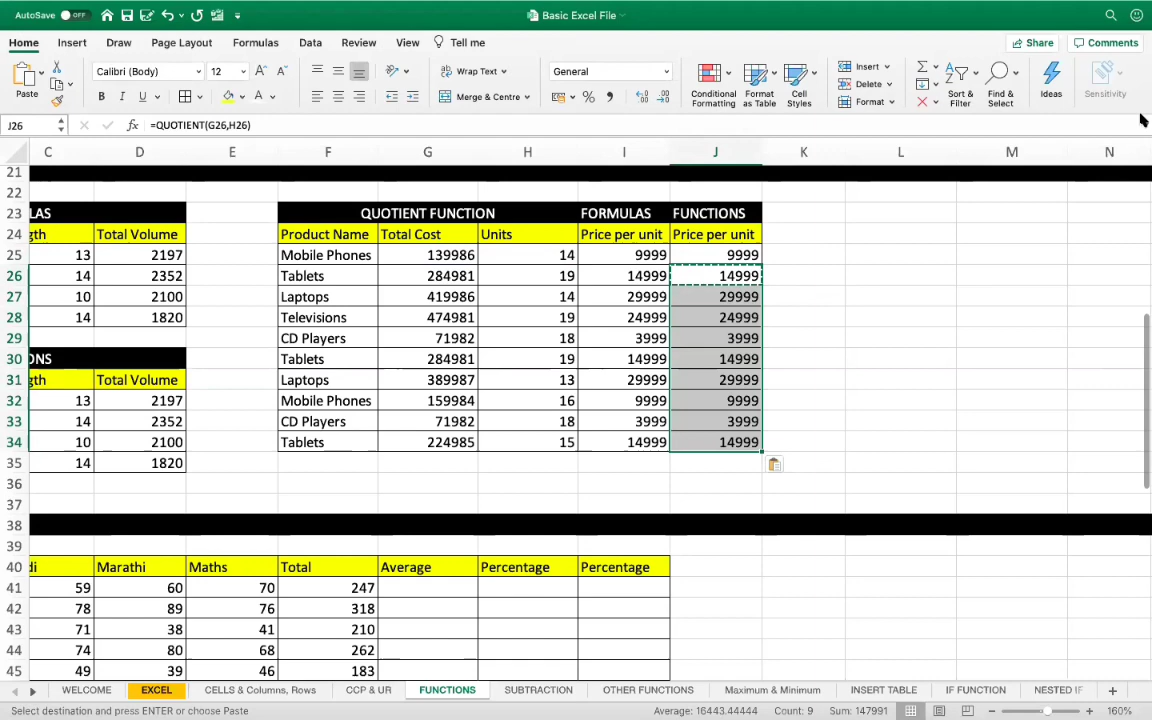 AutoSave OFF Basic Excel File
Home Insert Draw Page Layout Formulas Data Review View Tell me Share Comments
Paste Calibri (Body) 12 A A Wrap Text General Conditional Formatting Format as Table Cell Styles Insert Sort & Filter Find & Select Ideas Sensitivity
B I U A Merge & Centre % Delete
Format
J26 fx =QUOTIENT(G26,H26)
C D E F G H I J K L M N
21
22
23 LAS QUOTIENT FUNCTION FORMULAS FUNCTIONS
24 gth Total Volume Product Name Total Cost Units Price per unit Price per unit
25 13 2197 Mobile Phones 139986 14 9999 9999
26 14 2352 Tablets 284981 19 14999 14999
27 10 2100 Laptops 419986 14 29999 29999
28 14 1820 Televisions 474981 19 24999 24999
29 CD Players 71982 18 3999 3999
30 ONS Tablets 284981 19 14999 14999
31 gth Total Volume Laptops 389987 13 29999 29999
32 13 2197 Mobile Phones 159984 16 9999 9999
33 14 2352 CD Players 71982 18 3999 3999
34 10 2100 Tablets 224985 15 14999 14999
35 14 1820
36
37
38
39
40 di Marathi Maths Total Average Percentage Percentage
41 59 60 70 247
42 78 89 76 318
43 71 38 41 210
44 74 80 68 262
45 49 39 46 183
WELCOME EXCEL CELLS & Columns, Rows CCP & UR FUNCTIONS SUBTRACTION OTHER FUNCTIONS Maximum & Minimum INSERT TABLE IF FUNCTION NESTED IF +
Select destination and press ENTER or choose Paste Average: 16443.44444 Count: 9 Sum: 147991 − + 160%